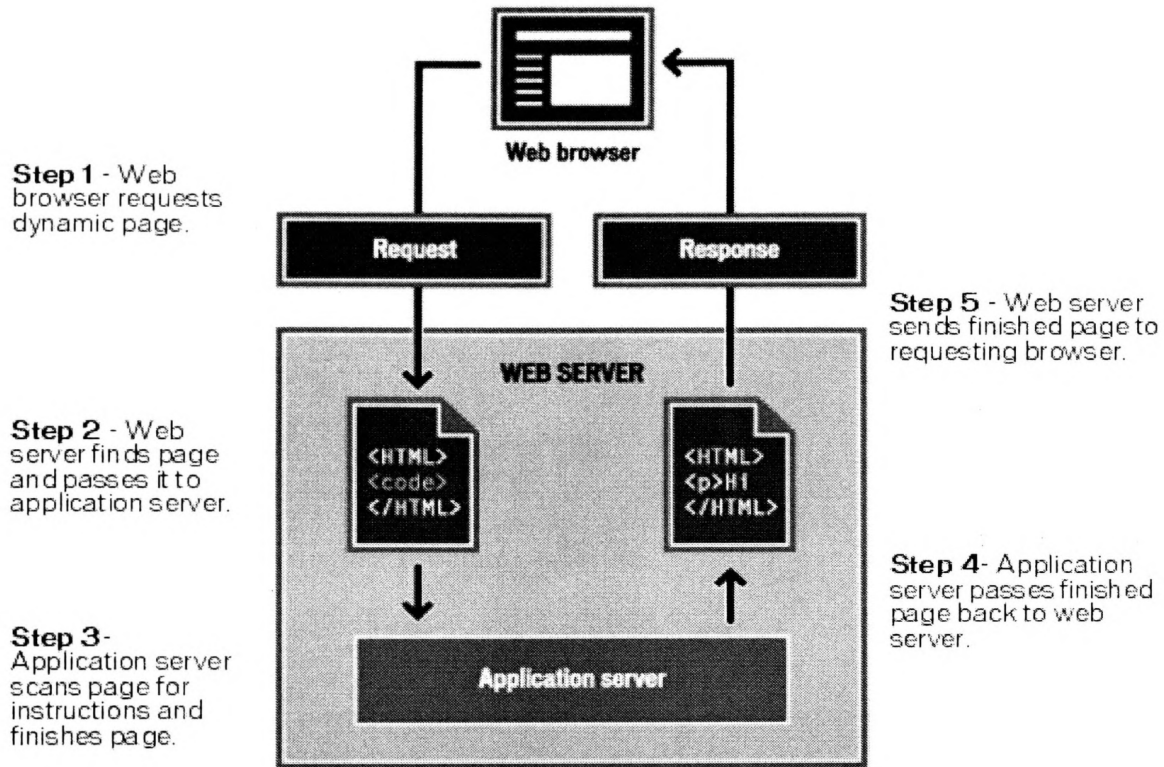 Web browser
Step 1 - Web
browser requests
dynamic page.
Request
Response
Step 5 - Web server
sends finished page to
requesting browser.
WEB SERVER
Step 2 - Web
server finds page
and passes it to
application server.
<HTML>
<code>
</HTML>
<HTML>
<p>Hi
</HTML>
Step 4- Application
server passes finished
page back to web
server.
Step 3-
Application server
scans page for
instructions and
finishes page.
Application server